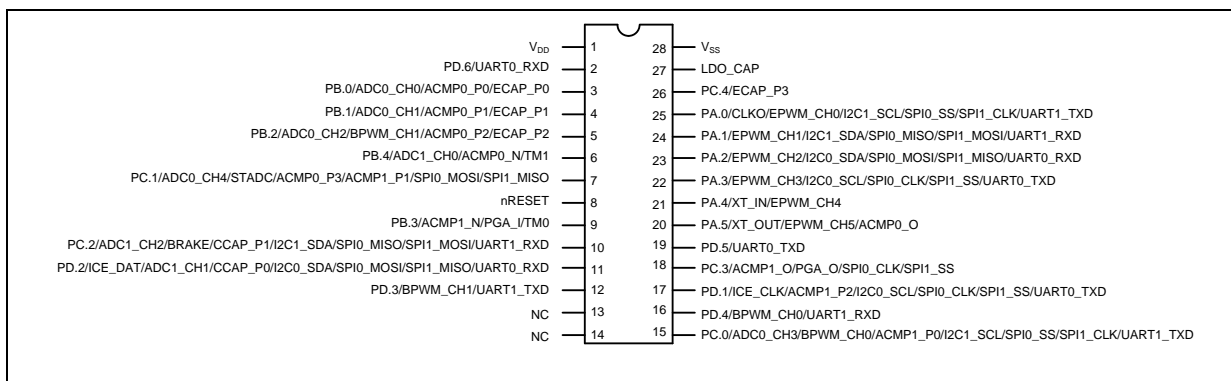 VDD 1 28 VSS
PD.6/UART0_RXD 2 27 LDO_CAP
PB.0/ADC0_CH0/ACMP0_P0/ECAP_P0 3 26 PC.4/ECAP_P3
PB.1/ADC0_CH1/ACMP0_P1/ECAP_P1 4 25 PA.0/CLKO/EPWM_CH0/I2C1_SCL/SPI0_SS/SPI1_CLK/UART1_TXD
PB.2/ADC0_CH2/BPWM_CH1/ACMP0_P2/ECAP_P2 5 24 PA.1/EPWM_CH1/I2C1_SDA/SPI0_MISO/SPI1_MOSI/UART1_RXD
PB.4/ADC1_CH0/ACMP0_N/TM1 6 23 PA.2/EPWM_CH2/I2C0_SDA/SPI0_MOSI/SPI1_MISO/UART0_RXD
PC.1/ADC0_CH4/STADC/ACMP0_P3/ACMP1_P1/SPI0_MOSI/SPI1_MISO 7 22 PA.3/EPWM_CH3/I2C0_SCL/SPI0_CLK/SPI1_SS/UART0_TXD
nRESET 8 21 PA.4/XT_IN/EPWM_CH4
PB.3/ACMP1_N/PGA_I/TM0 9 20 PA.5/XT_OUT/EPWM_CH5/ACMP0_O
PC.2/ADC1_CH2/BRAKE/CCAP_P1/I2C1_SDA/SPI0_MISO/SPI1_MOSI/UART1_RXD 10 19 PD.5/UART0_TXD
PD.2/ICE_DAT/ADC1_CH1/CCAP_P0/I2C0_SDA/SPI0_MOSI/SPI1_MISO/UART0_RXD 11 18 PC.3/ACMP1_O/PGA_O/SPI0_CLK/SPI1_SS
PD.3/BPWM_CH1/UART1_TXD 12 17 PD.1/ICE_CLK/ACMP1_P2/I2C0_SCL/SPI0_CLK/SPI1_SS/UART0_TXD
NC 13 16 PD.4/BPWM_CH0/UART1_RXD
NC 14 15 PC.0/ADC0_CH3/BPWM_CH0/ACMP1_P0/I2C1_SCL/SPI0_SS/SPI1_CLK/UART1_TXD